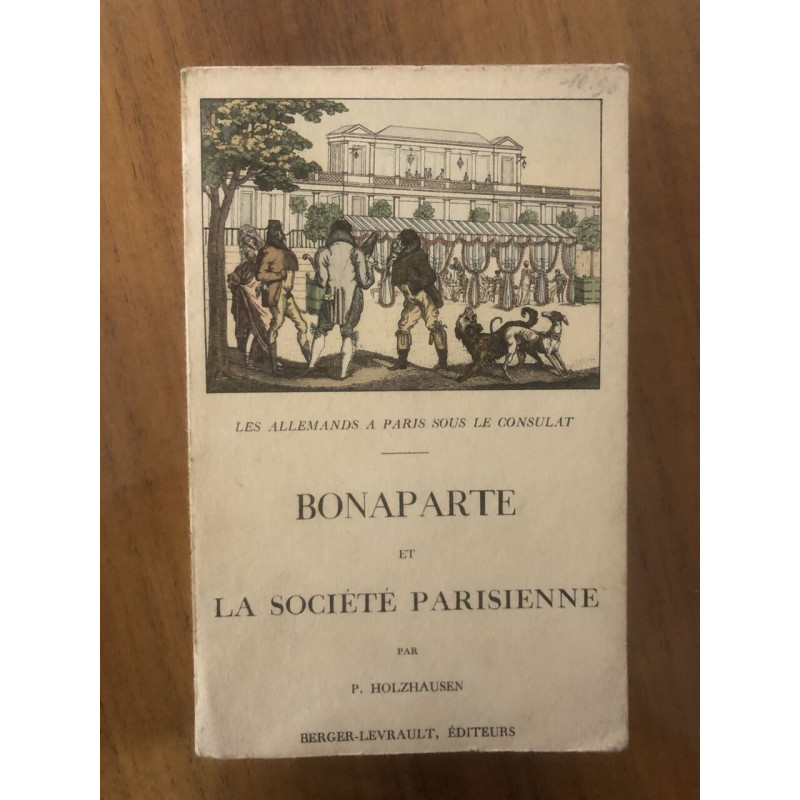 LES ALLEMANDS A PARIS SOUS LE CONSULAT
BONAPARTE
ET
LA SOCIÉTÉ PARISIENNE
PAR
P. HOLZHAUSEN
BERGER-LEVRAULT, ÉDITEURS